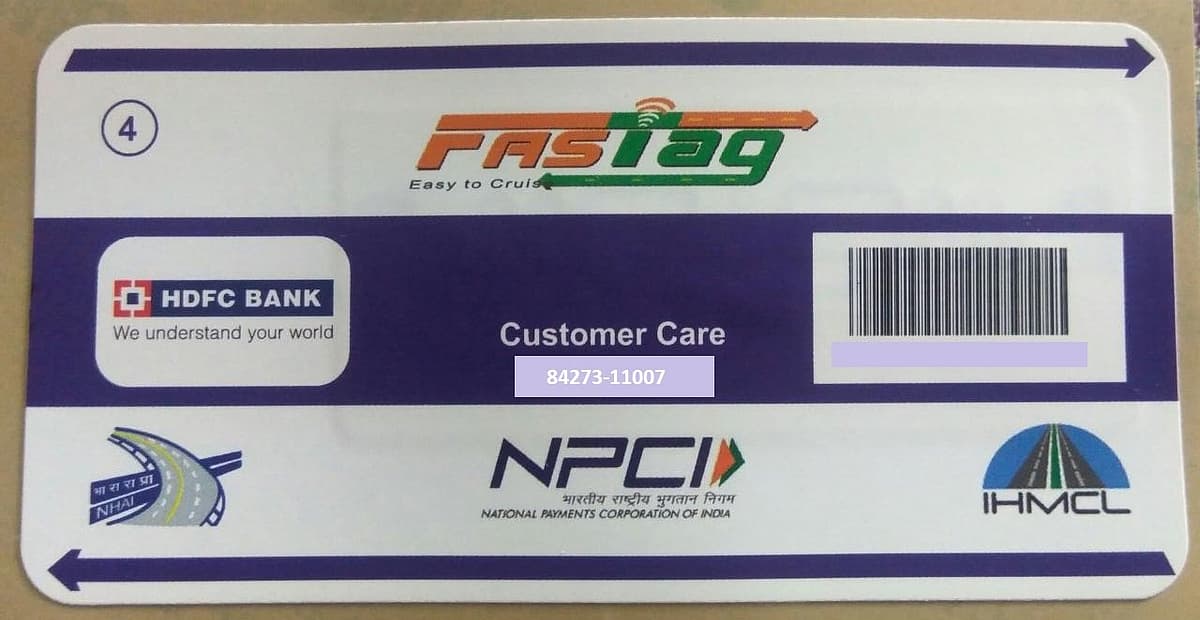 4
FASTag
Easy to Cruise
HDFC BANK
We understand your world
Customer Care
84273-11007
भा रा रा प्रा
NHAI
NPCI
भारतीय राष्ट्रीय भुगतान निगम
NATIONAL PAYMENTS CORPORATION OF INDIA
IHMCL